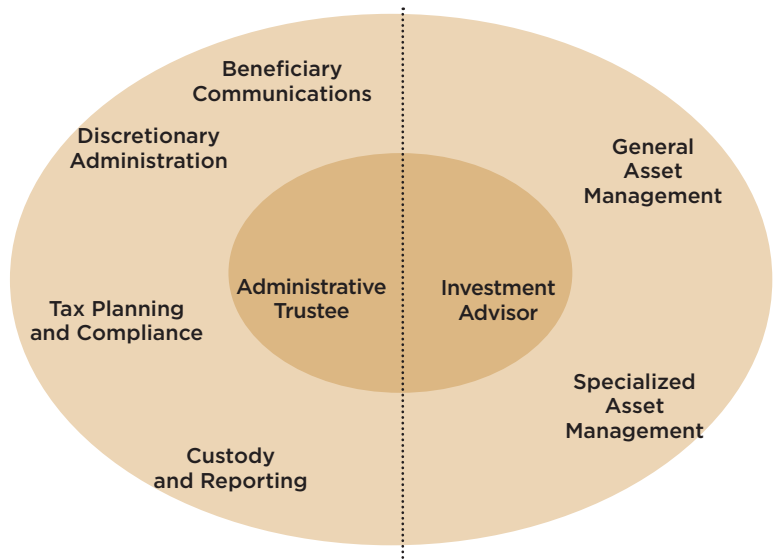 Beneficiary
Communications
Discretionary
Administration
General
Asset
Management
Administrative
Trustee
Investment
Advisor
Tax Planning
and Compliance
Specialized
Asset
Management
Custody
and Reporting